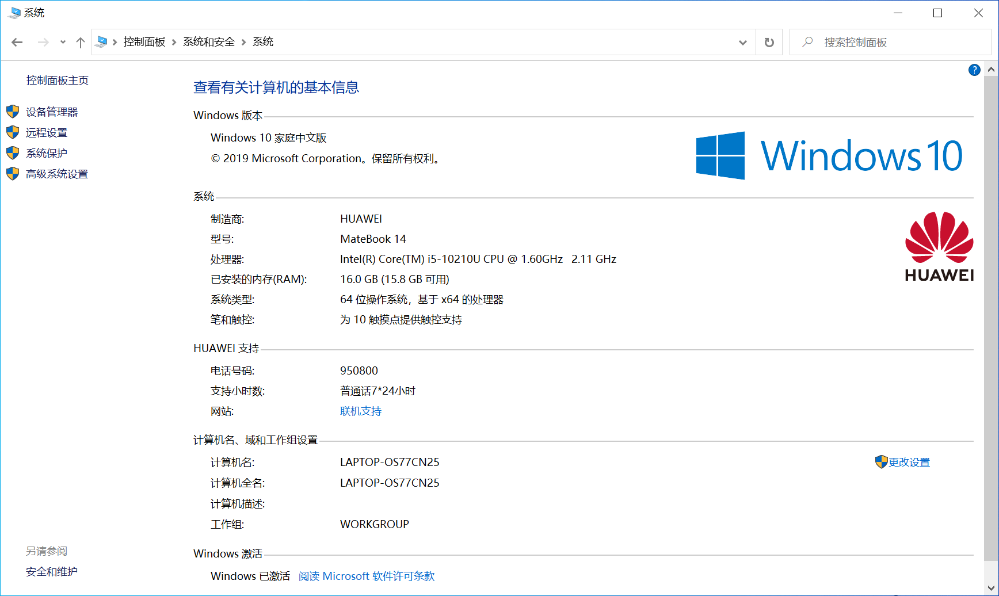 系统
控制面板 系统和安全 系统
搜索控制面板
控制面板主页
设备管理器
远程设置
系统保护
高级系统设置
另请参阅
安全和维护
?
查看有关计算机的基本信息
Windows 版本
Windows 10 家庭中文版
© 2019 Microsoft Corporation。保留所有权利。
Windows 10
系统
制造商: HUAWEI
型号: MateBook 14
处理器: Intel(R) Core(TM) i5-10210U CPU @ 1.60GHz 2.11 GHz
已安装的内存(RAM): 16.0 GB (15.8 GB 可用)
系统类型: 64 位操作系统，基于 x64 的处理器
笔和触控: 为 10 触摸点提供触控支持
HUAWEI
HUAWEI 支持
电话号码: 950800
支持小时数: 普通话7*24小时
网站: 联机支持
计算机名、域和工作组设置
计算机名: LAPTOP-OS77CN25 更改设置
计算机全名: LAPTOP-OS77CN25
计算机描述:
工作组: WORKGROUP
Windows 激活
Windows 已激活 阅读 Microsoft 软件许可条款